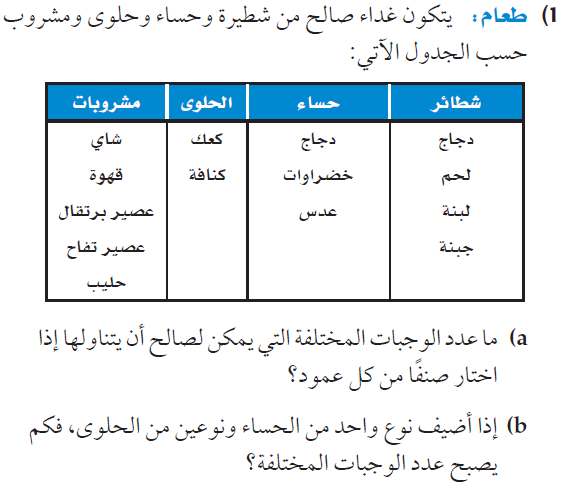 1) طعام: يتكون غداء صالح من شطيرة وحساء وحلوى ومشروب
حسب الجدول الآتي:
شطائر حساء الحلوى مشروبات
دجاج دجاج كعك شاي
لحم خضراوات كنافة قهوة
لبنة عدس عصير برتقال
جبنة عصير تفاح
حليب
a) ما عدد الوجبات المختلفة التي يمكن لصالح أن يتناولها إذا
اختار صنفًا من كل عمود؟
b) إذا أضيف نوع واحد من الحساء ونوعين من الحلوى، فكم
يصبح عدد الوجبات المختلفة؟